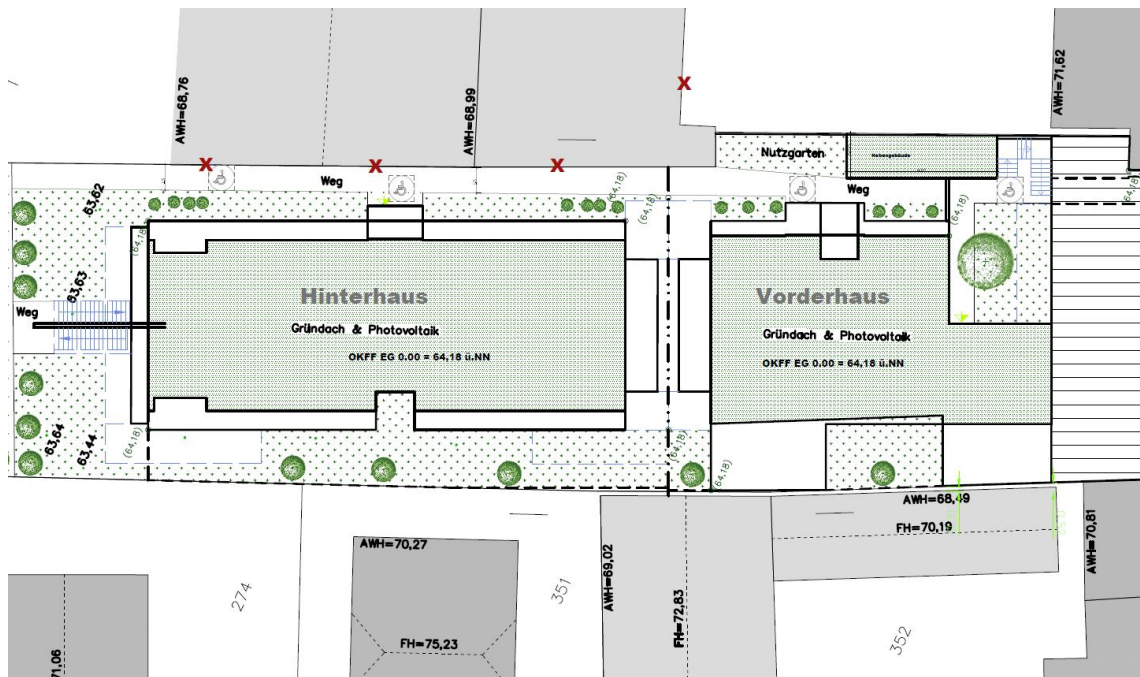 AWH=68,76
AWH=68,99
X
AWH=71,62
X
X
X
Nutzgarten
Nebengebäude
Weg
Weg
(64,18)
(64,18)
(64,18)
(64,18)
63,62
63,63
Hinterhaus
Gründach & Photovoltaik
OKFF EG 0.00 = 64,18 ü.NN
Vorderhaus
Gründach & Photovoltaik
OKFF EG 0.00 = 64,18 ü.NN
Weg
63,64
63,44
(64,18)
(64,18)
(64,18)
AWH=68,49
FH=70,19
AWH=70,27
AWH=69,02
AWH=70,81
274
351
352
FH=75,23
FH=72,83
71,06